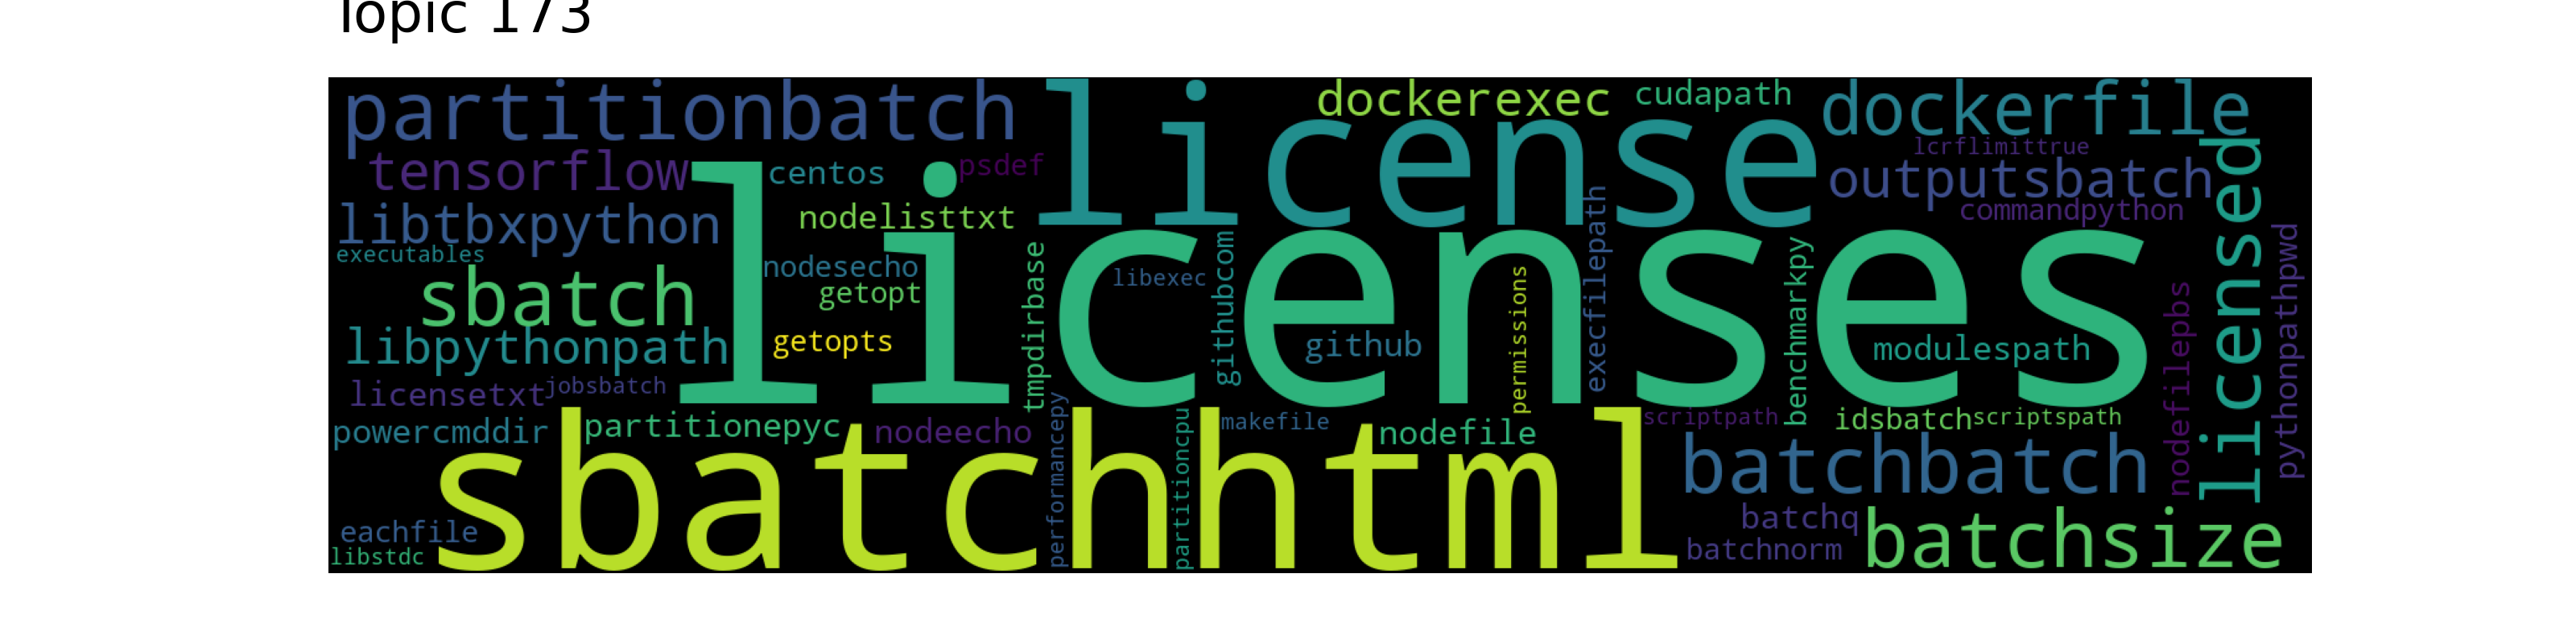 Topic 173
partitionbatch
license
dockerexec
cudapath
dockerfile
tensorflow
centos
psdef
lcrflimittrue
outputsbatch
licensed
libtbxpython
nodelisttxt
commandpython
executables
licenses
nodesecho
libexec
githubcom
execfilepath
pythonpathpwd
sbatch
getopt
tmpdirbase
permissions
benchmarkpy
nodefilepbs
libpythonpath
getopts
github
modulespath
licensetxt
jobsbatch
powercmddir
partitionepyc
nodeecho
performancepy
partitioncpu
makefile
nodefile
scriptpath
idsbatch
scriptspath
sbatchhtml
batchbatch
eachfile
libstdc
batchq
batchnorm
batchsize